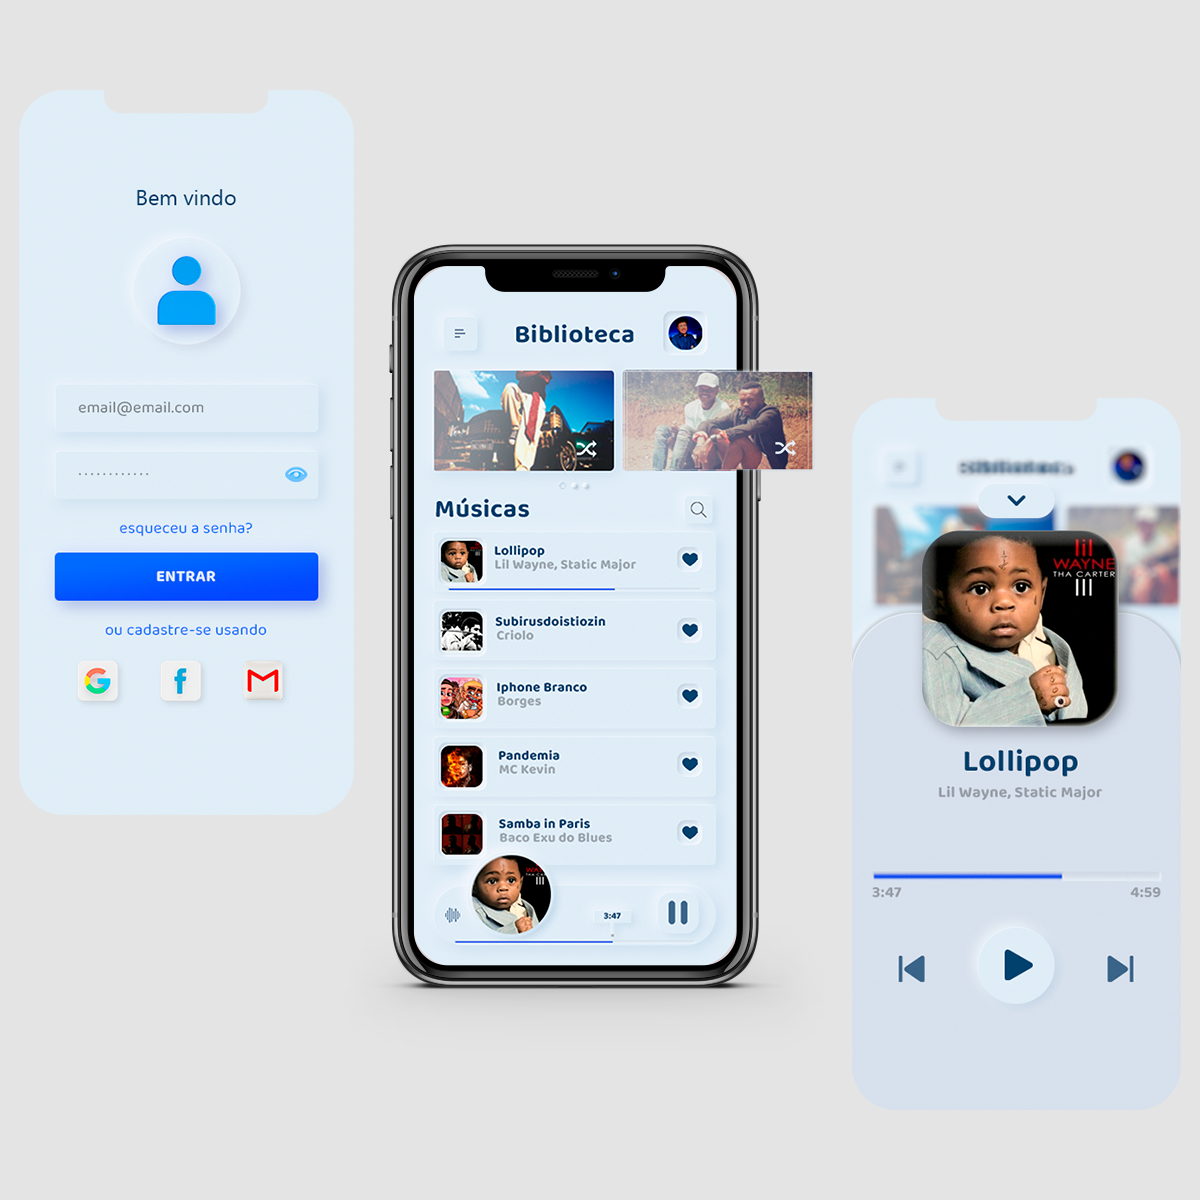 Bem vindo
email@email.com
esqueceu a senha?
ENTRAR
ou cadastre-se usando
Biblioteca
Músicas
Lollipop
Lil Wayne, Static Major
Subirusdoistiozin
Criolo
Iphone Branco
Borges
Pandemia
MC Kevin
Samba in Paris
Baco Exu do Blues
3:47
Biblioteca
lil
WAYNE
THA CARTER
III
Lollipop
Lil Wayne, Static Major
3:47
4:59